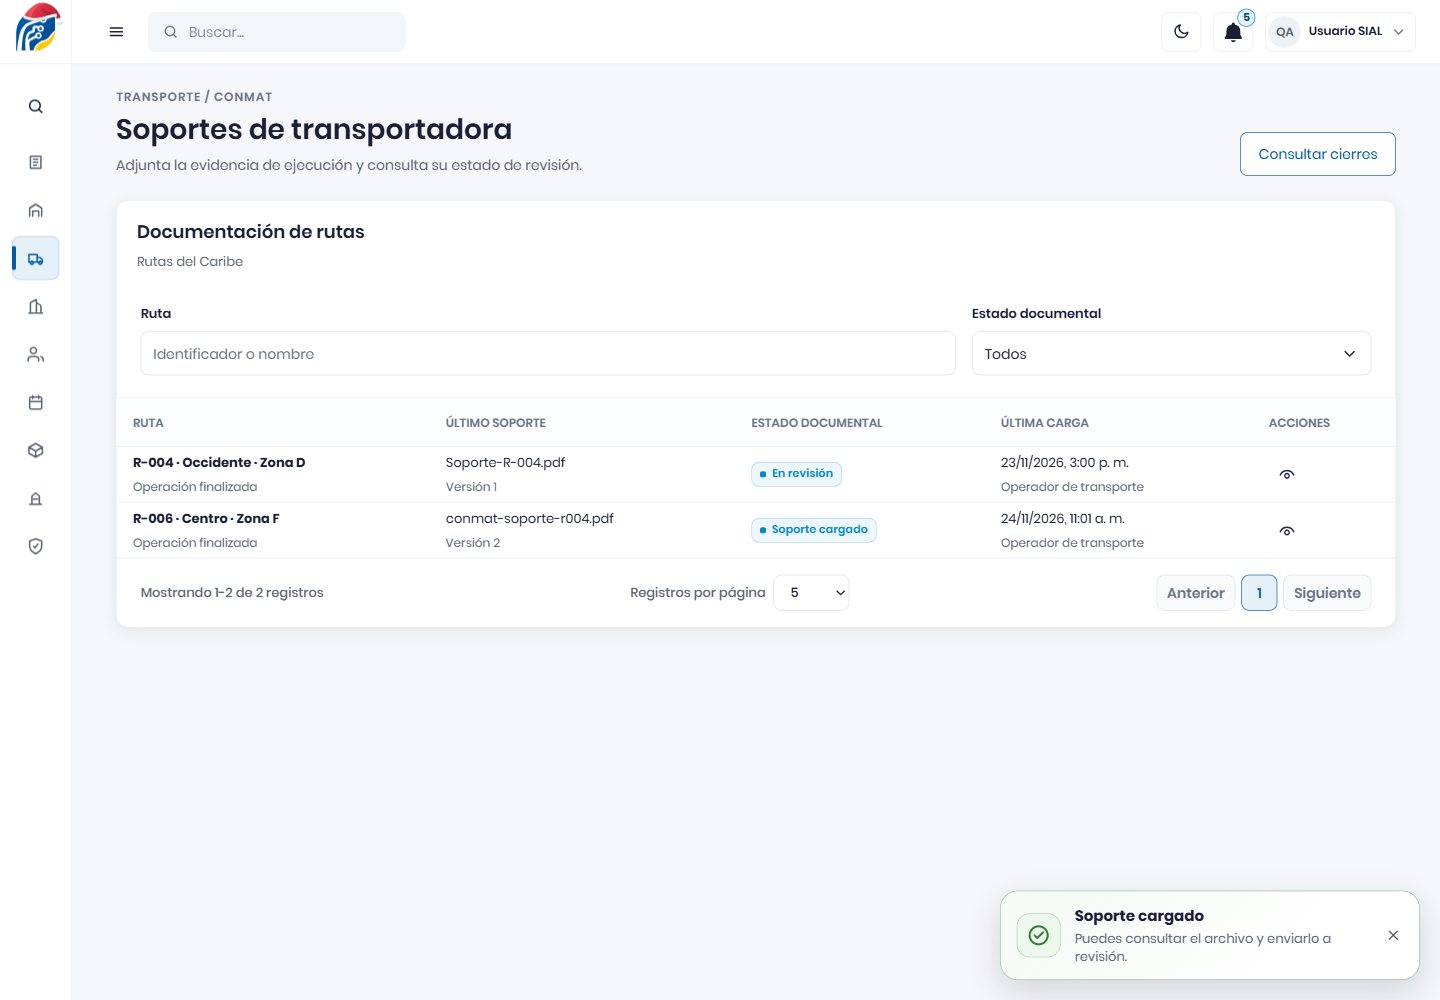 Buscar...
5
QA
Usuario SIAL
TRANSPORTE / CONMAT
Soportes de transportadora
Adjunta la evidencia de ejecución y consulta su estado de revisión.
Consultar cierres
Documentación de rutas
Rutas del Caribe
Ruta
Estado documental
Identificador o nombre
Todos
RUTA
ÚLTIMO SOPORTE
ESTADO DOCUMENTAL
ÚLTIMA CARGA
ACCIONES
R-004 · Occidente · Zona D
Operación finalizada
Soporte-R-004.pdf
Versión 1
En revisión
23/11/2026, 3:00 p. m.
Operador de transporte
R-006 · Centro · Zona F
Operación finalizada
conmat-soporte-r004.pdf
Versión 2
Soporte cargado
24/11/2026, 11:01 a. m.
Operador de transporte
Mostrando 1-2 de 2 registros
Registros por página
5
Anterior
1
Siguiente
Soporte cargado
Puedes consultar el archivo y enviarlo a
revisión.